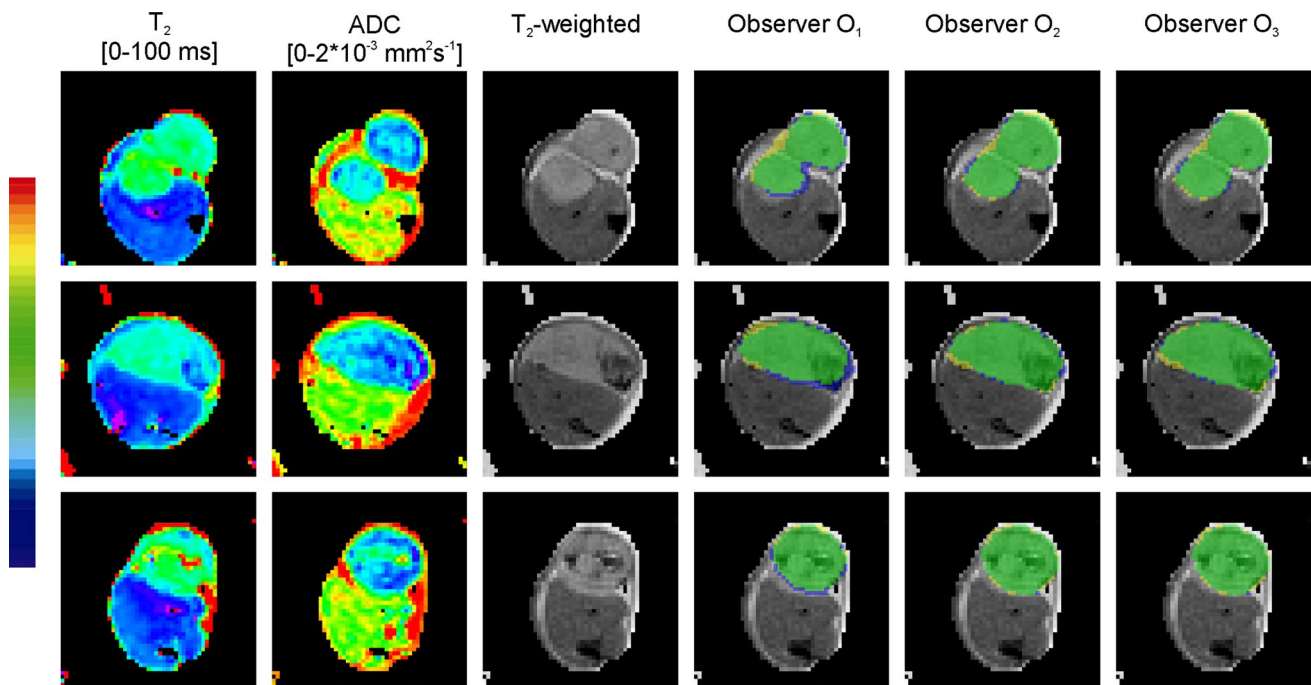 T₂
[0-100 ms]
ADC
[0-2*10⁻³ mm²s⁻¹]
T₂-weighted
Observer O₁
Observer O₂
Observer O₃